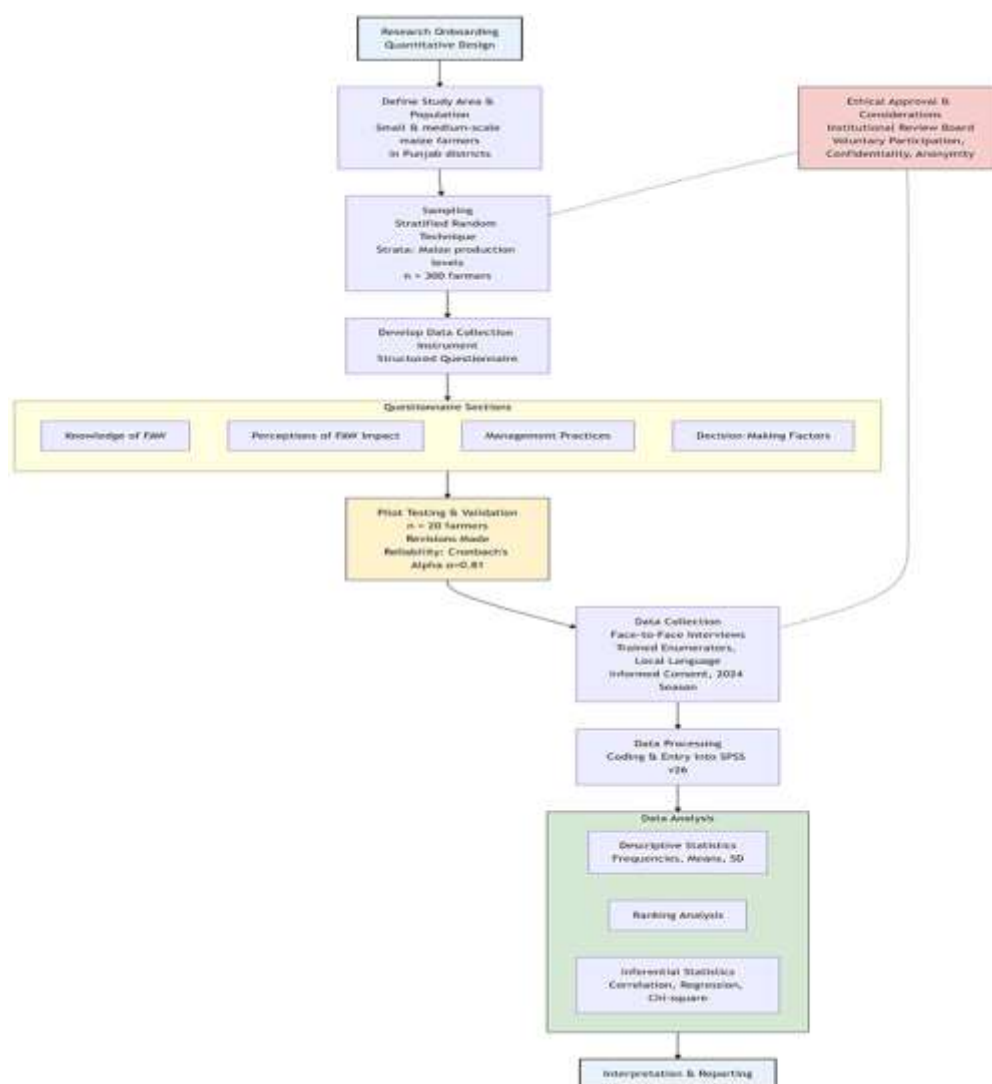 Research Onboarding
Quantitative Design
Define Study Area &
Population
Small & medium-scale
maize farmers
in Punjab districts
Ethical Approval &
Considerations
Institutional Review Board
Voluntary Participation,
Confidentiality, Anonymity
Sampling
Stratified Random
Technique
Strata: Maize production
levels
n = 300 farmers
Develop Data Collection
Instrument
Structured Questionnaire
Questionnaire Sections
Knowledge of FAW
Perceptions of FAW Impact
Management Practices
Decision-Making Factors
Pilot Testing & Validation
n = 20 farmers
Revisions Made
Reliability: Cronbach's
Alpha α=0.81
Data Collection
Face-to-Face Interviews
Trained Enumerators,
Local Language
Informed Consent, 2024
Season
Data Processing
Coding & Entry into SPSS
v26
Data Analysis
Descriptive Statistics
Frequencies, Means, SD
Ranking Analysis
Inferential Statistics
Correlation, Regression,
Chi-square
Interpretation & Reporting